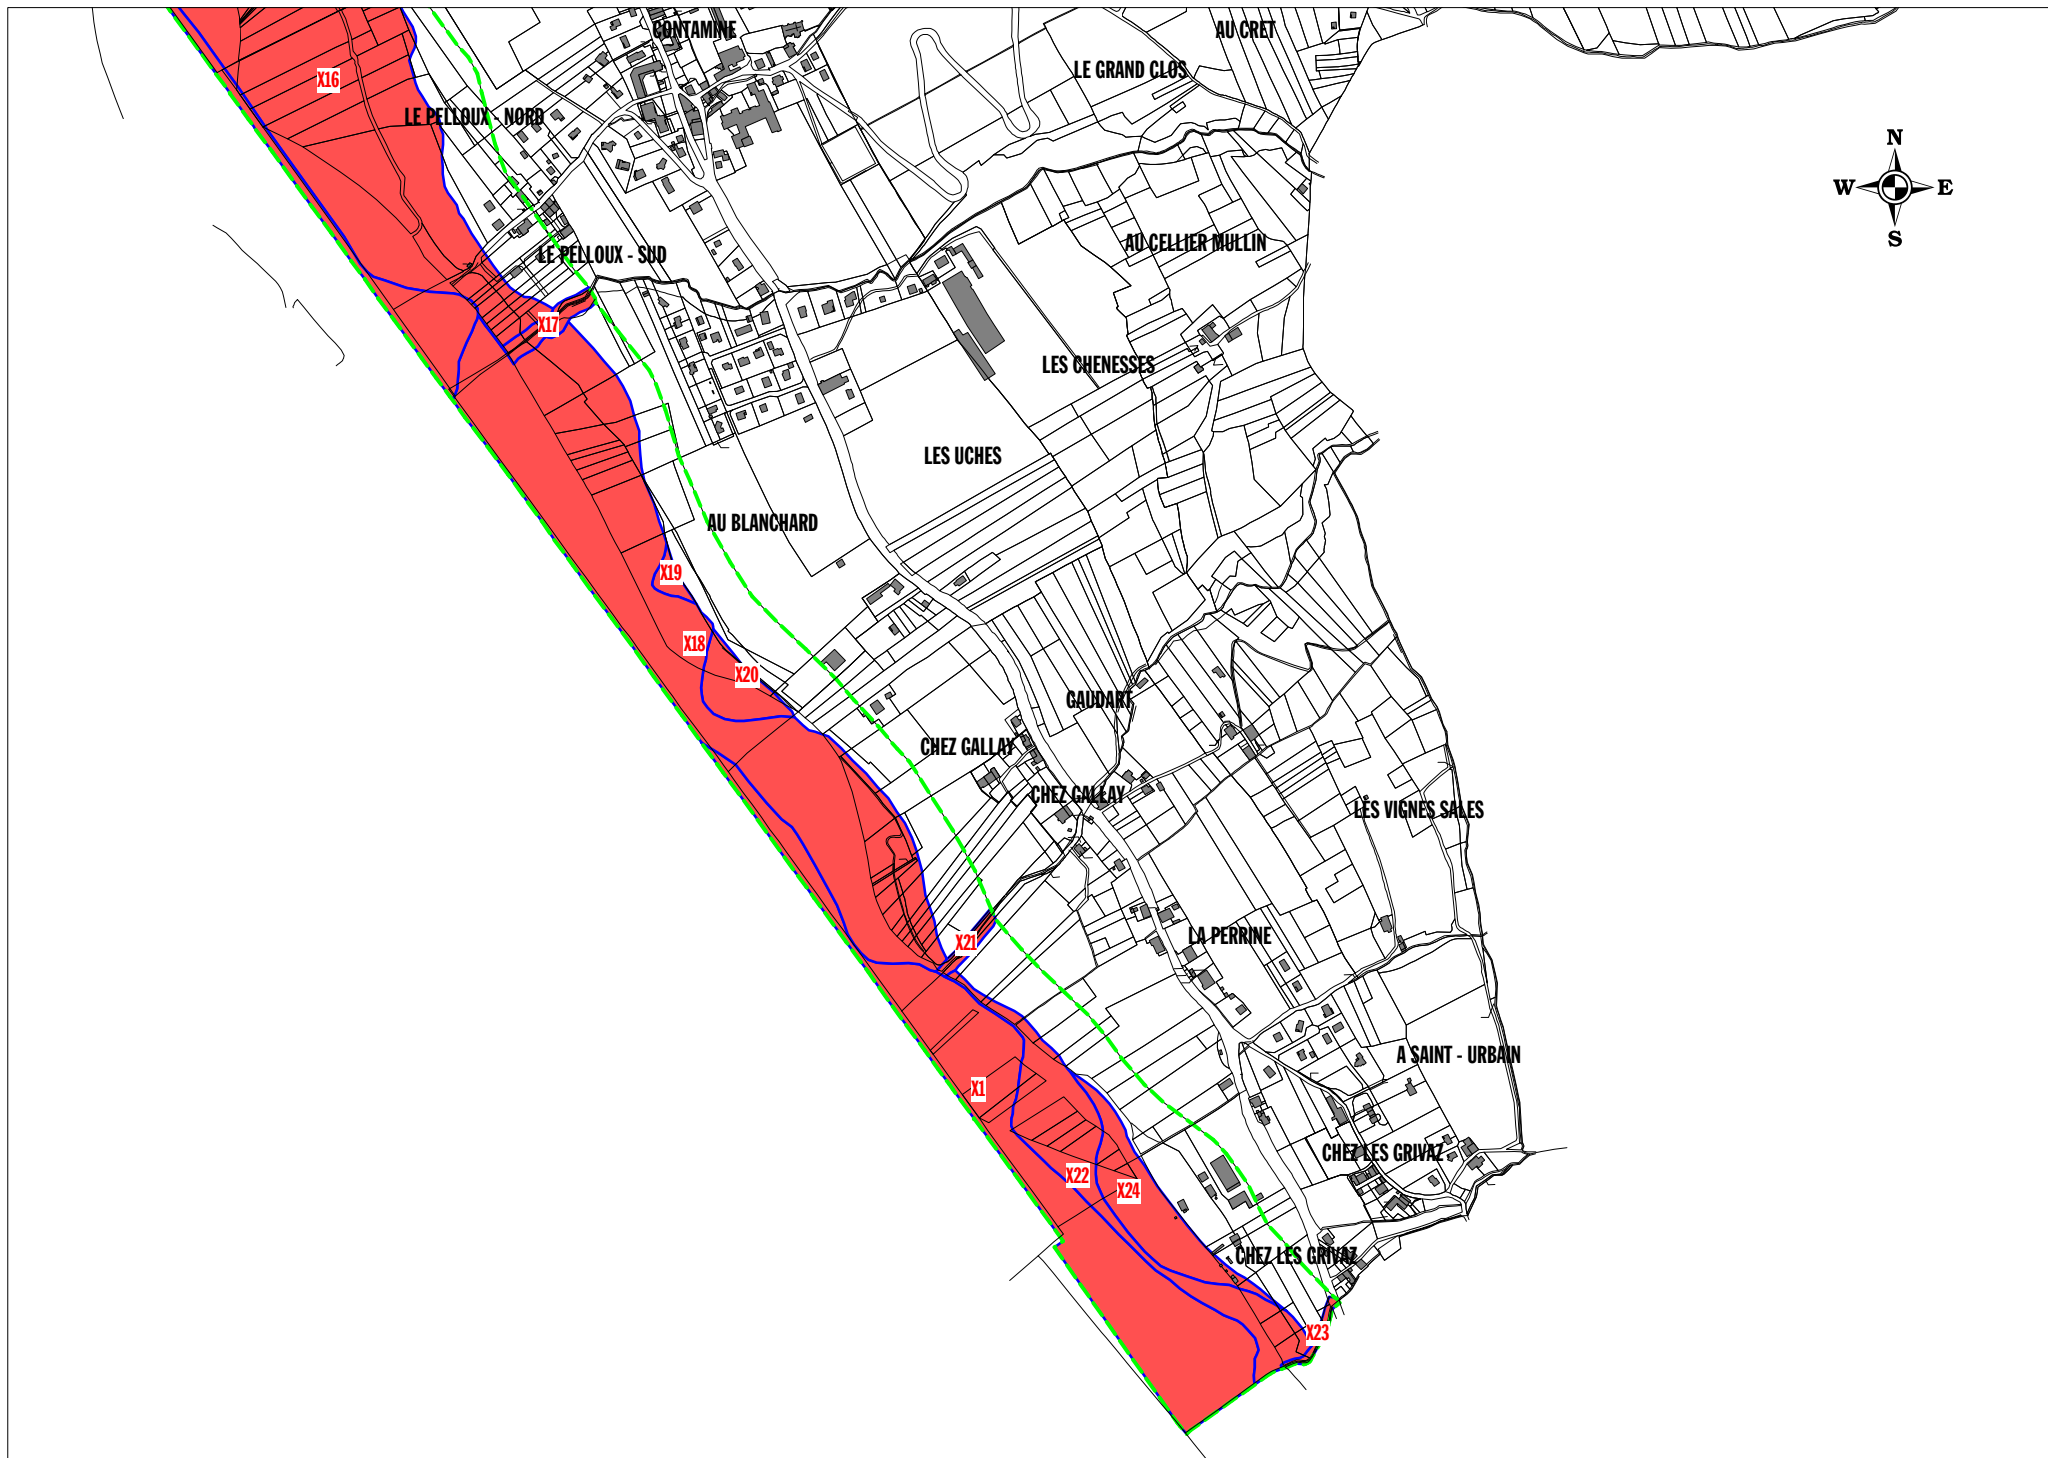 CONTAMINE
AU CRET
LE GRAND CLOS
X16
LE PELLOUX - NORD
N
W
E
S
AU CELLIER MULLIN
LE PELLOUX - SUD
X17
LES CHENESSES
LES UCHES
AU BLANCHARD
X19
X18
X20
GAUDART
CHEZ GALLAY
CHEZ GALLAY
LES VIGNES SALES
X21
LA PERRINE
A SAINT - URBAIN
X1
CHEZ LES GRIVAZ
X22
X24
CHEZ LES GRIVAZ
X23